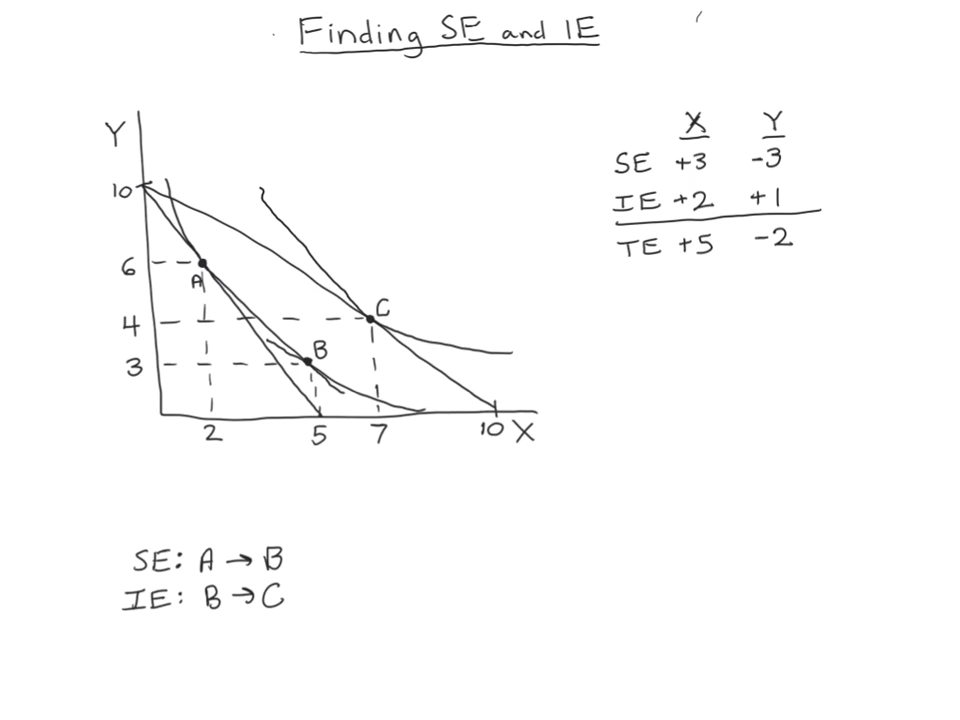 Finding SE and IE
Y
10
6
A
4
C
3
B
2 5 7 10 X
X Y
SE +3 -3
IE +2 +1
TE +5 -2
SE: A → B
IE: B → C